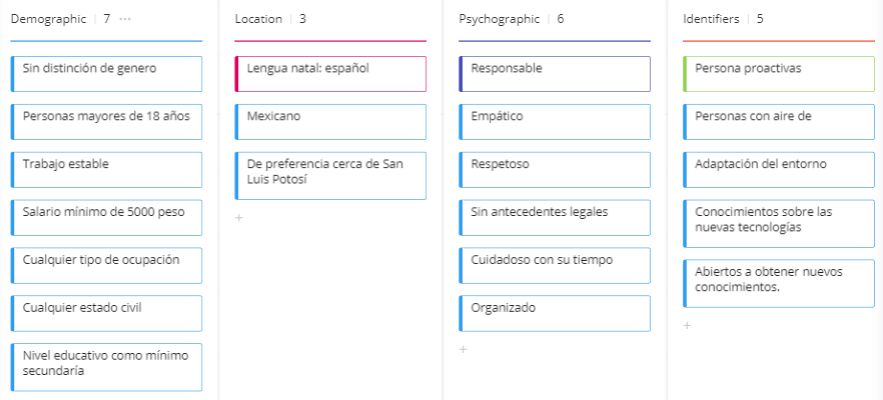 Demographic 7 ···
Sin distinción de genero
Personas mayores de 18 años
Trabajo estable
Salario mínimo de 5000 peso
Cualquier tipo de ocupación
Cualquier estado civil
Nivel educativo como mínimo
secundaría
Location 3
Lengua natal: español
Mexicano
De preferencia cerca de San
Luis Potosí
+
Psychographic 6
Responsable
Empático
Respetoso
Sin antecedentes legales
Cuidadoso con su tiempo
Organizado
+
Identifiers 5
Persona proactivas
Personas con aire de
Adaptación del entorno
Conocimientos sobre las
nuevas tecnologías
Abiertos a obtener nuevos
conocimientos.
+